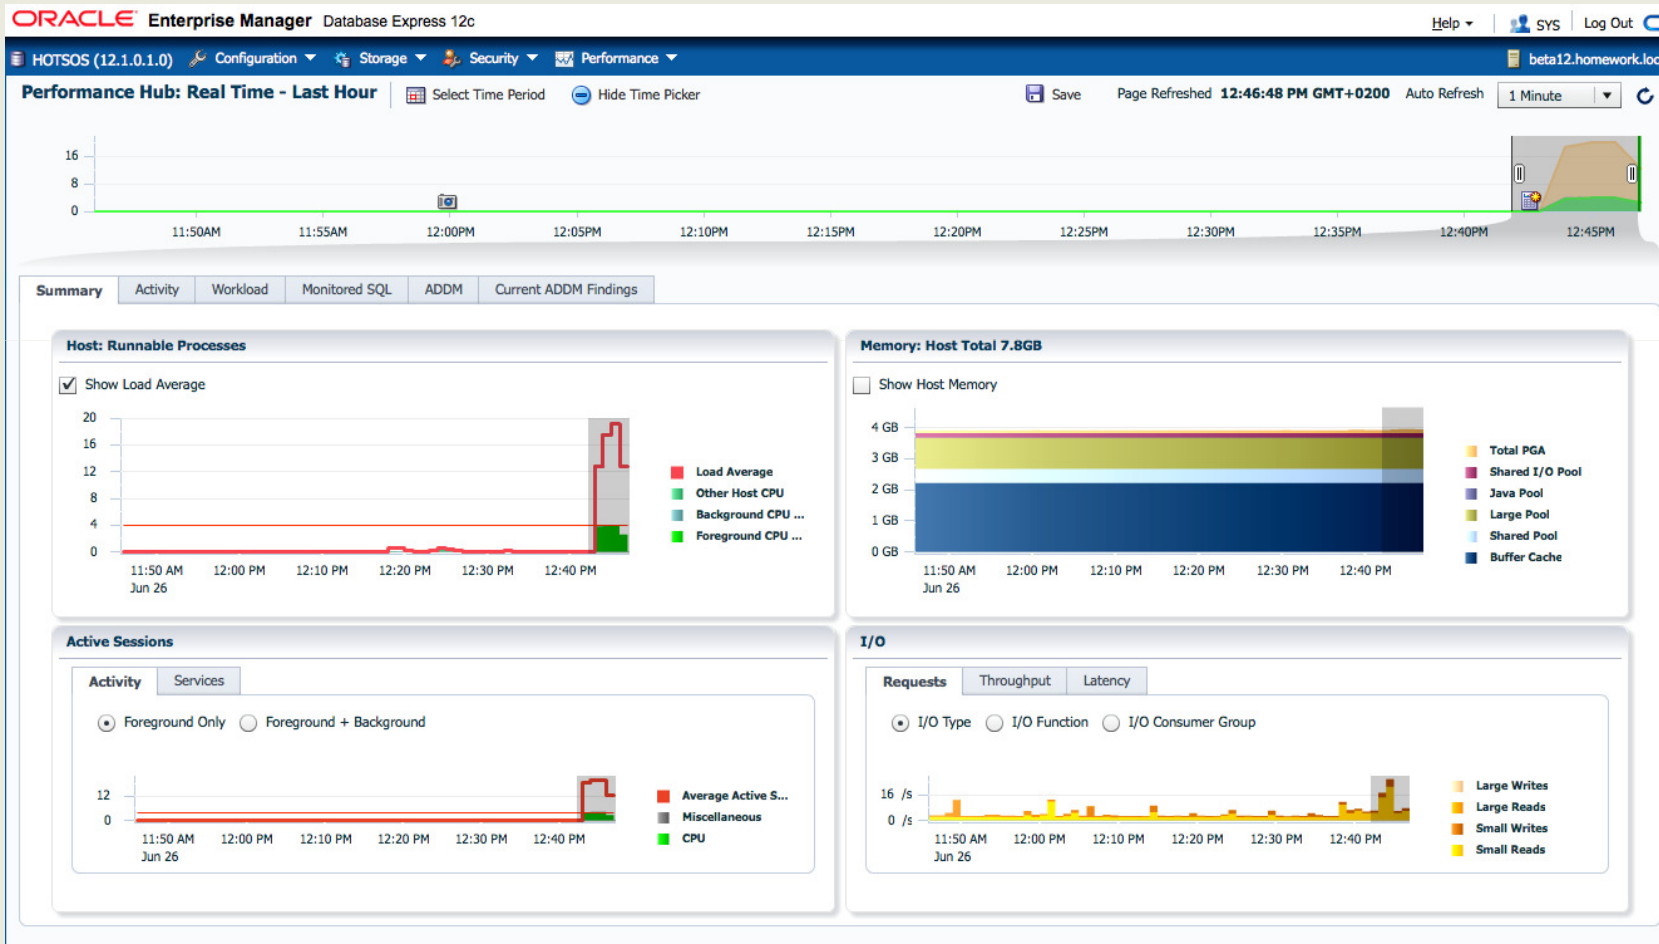 ORACLE Enterprise Manager Database Express 12c
Help SYS Log Out
HOTSOS (12.1.0.1.0) Configuration Storage Security Performance beta12.homework.loc
Performance Hub: Real Time - Last Hour Select Time Period Hide Time Picker Save Page Refreshed 12:46:48 PM GMT+0200 Auto Refresh 1 Minute
16
8
0
11:50AM 11:55AM 12:00PM 12:05PM 12:10PM 12:15PM 12:20PM 12:25PM 12:30PM 12:35PM 12:40PM 12:45PM
Summary Activity Workload Monitored SQL ADDM Current ADDM Findings
Host: Runnable Processes
Show Load Average
20
16
12
8
4
0
11:50 AM 12:00 PM 12:10 PM 12:20 PM 12:30 PM 12:40 PM
Jun 26
Load Average
Other Host CPU
Background CPU ...
Foreground CPU ...
Memory: Host Total 7.8GB
Show Host Memory
4 GB
3 GB
2 GB
1 GB
0 GB
11:50 AM 12:00 PM 12:10 PM 12:20 PM 12:30 PM 12:40 PM
Jun 26
Total PGA
Shared I/O Pool
Java Pool
Large Pool
Shared Pool
Buffer Cache
Active Sessions
Activity Services
Foreground Only Foreground + Background
12
0
11:50 AM 12:00 PM 12:10 PM 12:20 PM 12:30 PM 12:40 PM
Jun 26
Average Active S...
Miscellaneous
CPU
I/O
Requests Throughput Latency
I/O Type I/O Function I/O Consumer Group
16 /s
0 /s
11:50 AM 12:00 PM 12:10 PM 12:20 PM 12:30 PM 12:40 PM
Jun 26
Large Writes
Large Reads
Small Writes
Small Reads